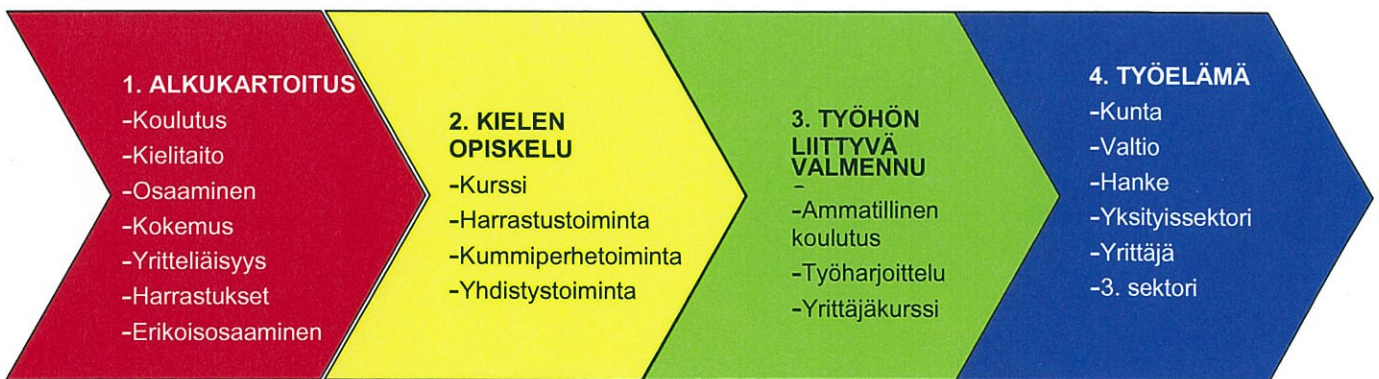 1. ALKUKARTOITUS
-Koulutus
-Kielitaito
-Osaaminen
-Kokemus
-Yritteliäisyys
-Harrastukset
-Erikoisosaaminen
2. KIELEN
OPISKELU
-Kurssi
-Harrastustoiminta
-Kummiperhetoiminta
-Yhdistystoiminta
3. TYÖHÖN
LIITTYVÄ
VALMENNU
-Ammatillinen
koulutus
-Työharjoittelu
-Yrittäjäkurssi
4. TYÖELÄMÄ
-Kunta
-Valtio
-Hanke
-Yksityissektori
-Yrittäjä
-3. sektori